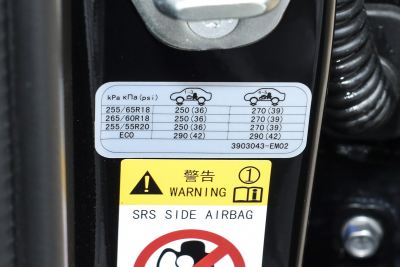 kPa кПа(psi)
255/65R18 250(36) 270(39)
265/60R18 250(36) 270(39)
255/55R20 250(36) 270(39)
ECO 290(42) 290(42)
3903043-EM02
警告 ①
WARNING
SRS SIDE AIRBAG